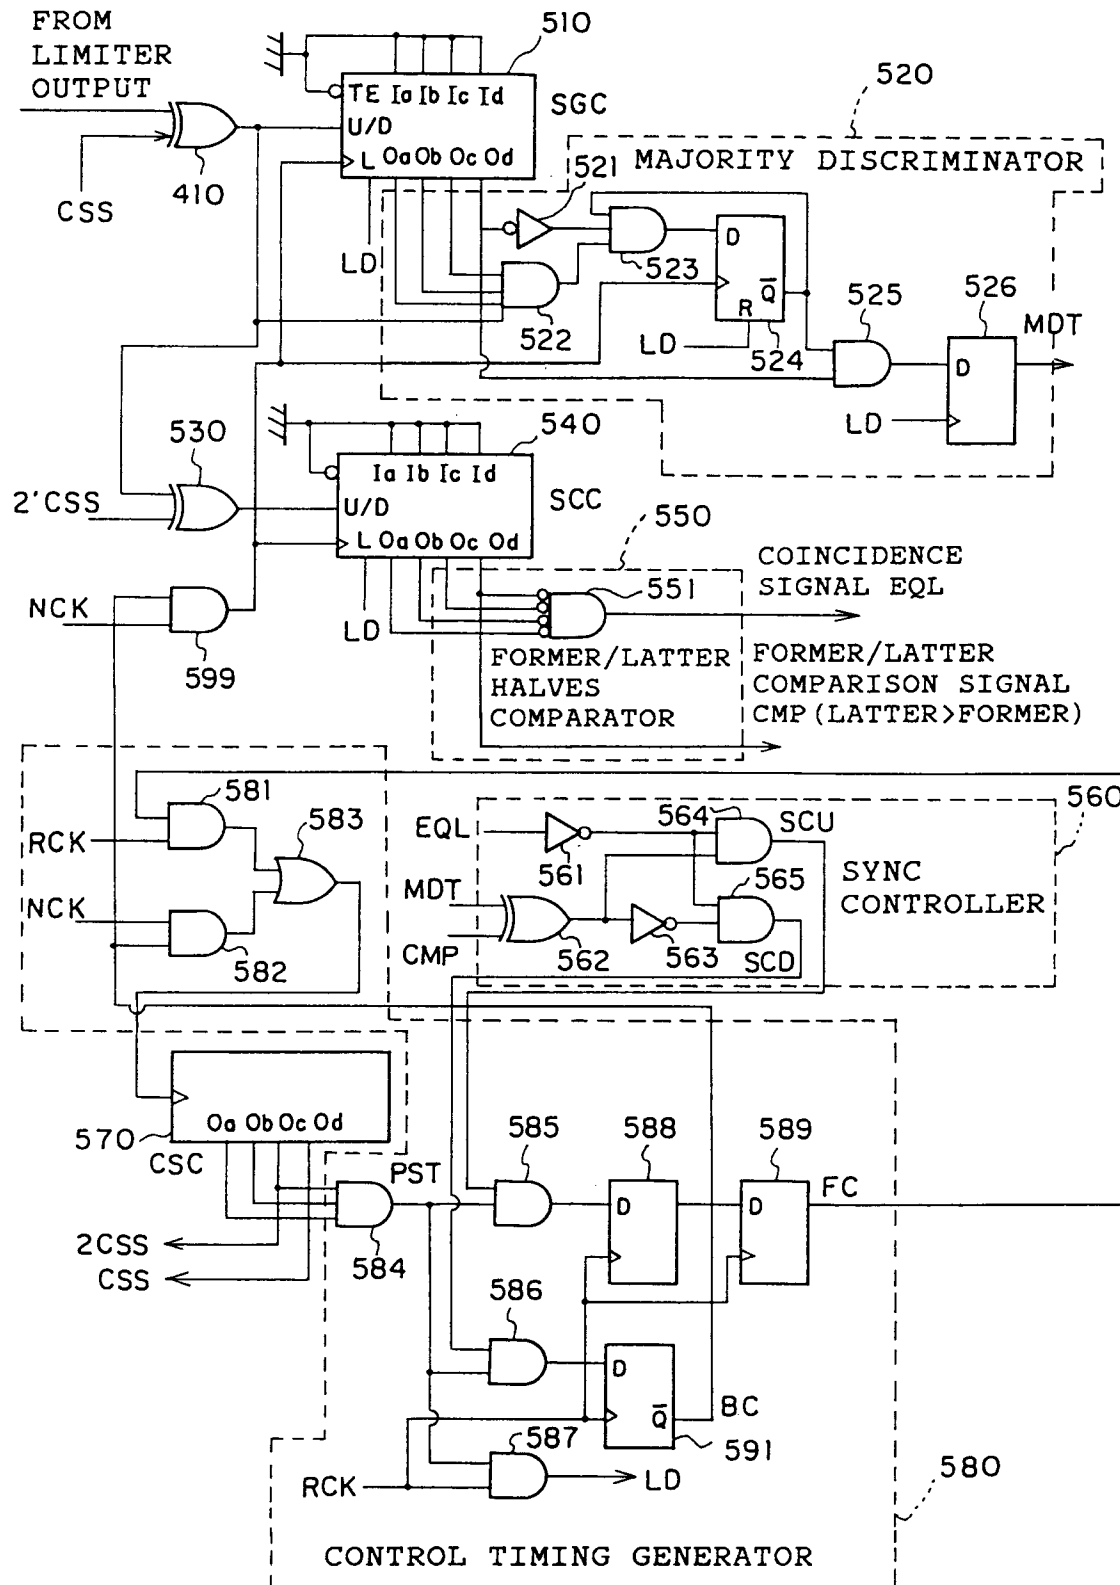 FROM
LIMITER
OUTPUT
510
TE Ia Ib Ic Id
SGC
U/D
L Oa Ob Oc Od
410
CSS
LD
520
MAJORITY DISCRIMINATOR
521
523
522
D
Q
R
LD
524
525
526
D
MDT
LD
530
2'CSS
540
Ia Ib Ic Id
SCC
U/D
L Oa Ob Oc Od
LD
550
551
COINCIDENCE
SIGNAL EQL
NCK
599
FORMER/LATTER
HALVES
COMPARATOR
FORMER/LATTER
COMPARISON SIGNAL
CMP(LATTER>FORMER)
581
583
RCK
NCK
582
560
EQL
561
564
SCU
SYNC
CONTROLLER
MDT
CMP
562
563
565
SCD
Oa Ob Oc Od
570
CSC
PST
584
2CSS
CSS
585
588
D
589
D
FC
586
D
Q
BC
591
587
RCK
LD
580
CONTROL TIMING GENERATOR